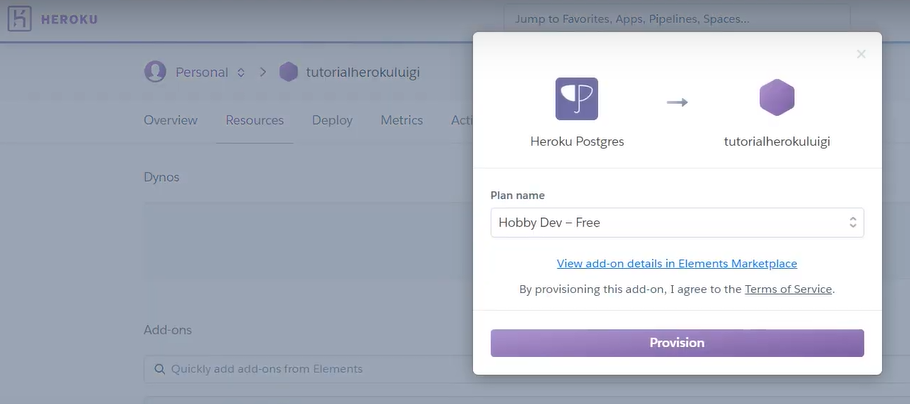 HEROKU
Jump to Favorites, Apps, Pipelines, Spaces...
Personal
tutorialherokuluigi
Overview
Resources
Deploy
Metrics
Acti
Dynos
Add-ons
Quickly add add-ons from Elements
Heroku Postgres
tutorialherokuluigi
Plan name
Hobby Dev – Free
View add-on details in Elements Marketplace
By provisioning this add-on, I agree to the Terms of Service.
Provision